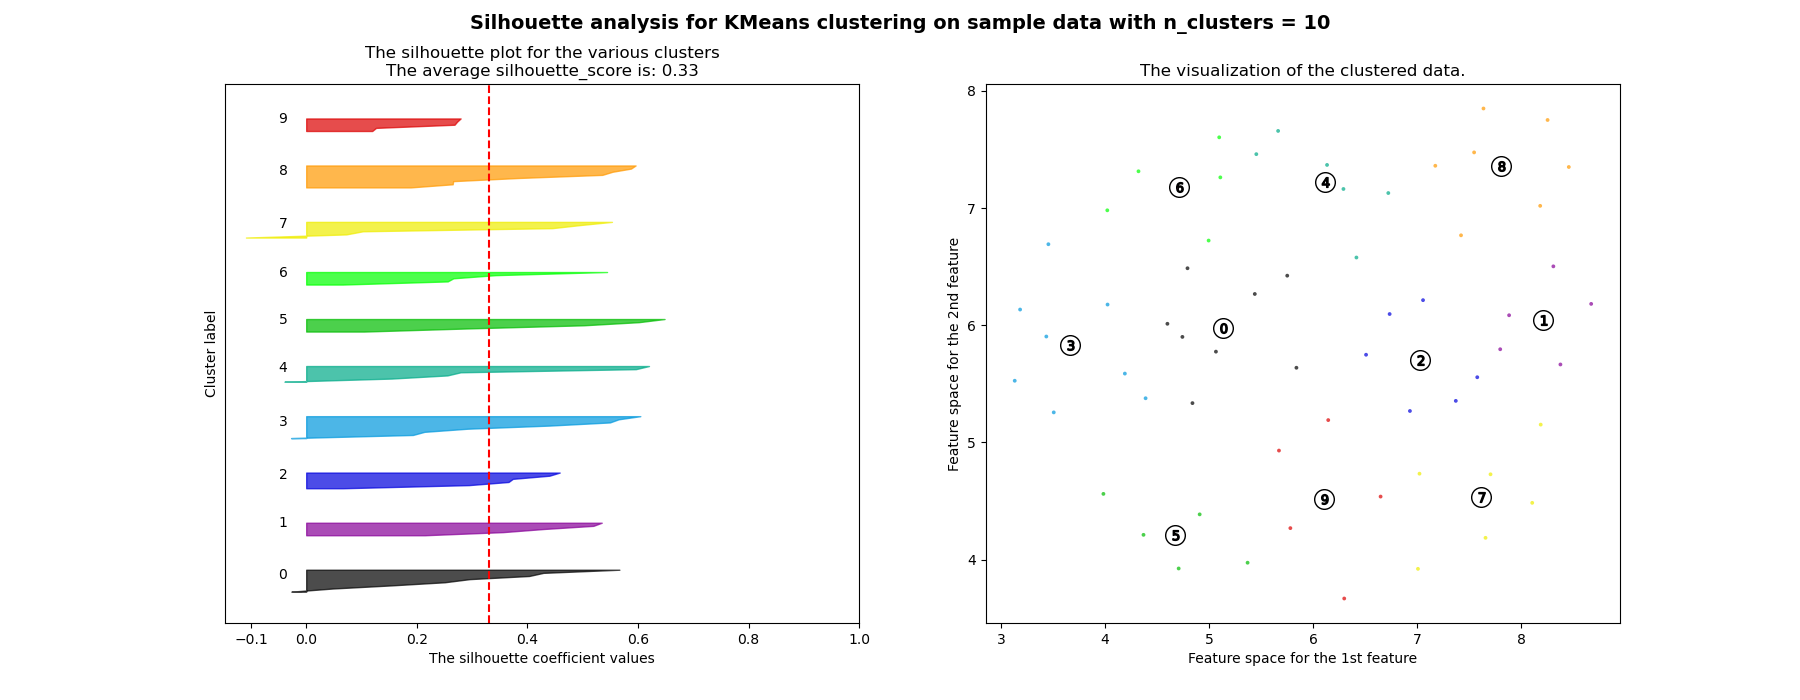 Silhouette analysis for KMeans clustering on sample data with n_clusters = 10
The silhouette plot for the various clusters
The average silhouette_score is: 0.33
Cluster label
9
8
7
6
5
4
3
2
1
0
−0.1 0.0 0.2 0.4 0.6 0.8 1.0
The silhouette coefficient values
The visualization of the clustered data.
Feature space for the 2nd feature
8
7
6
5
4
8
4
6
1
0
3
2
7
9
5
3 4 5 6 7 8
Feature space for the 1st feature